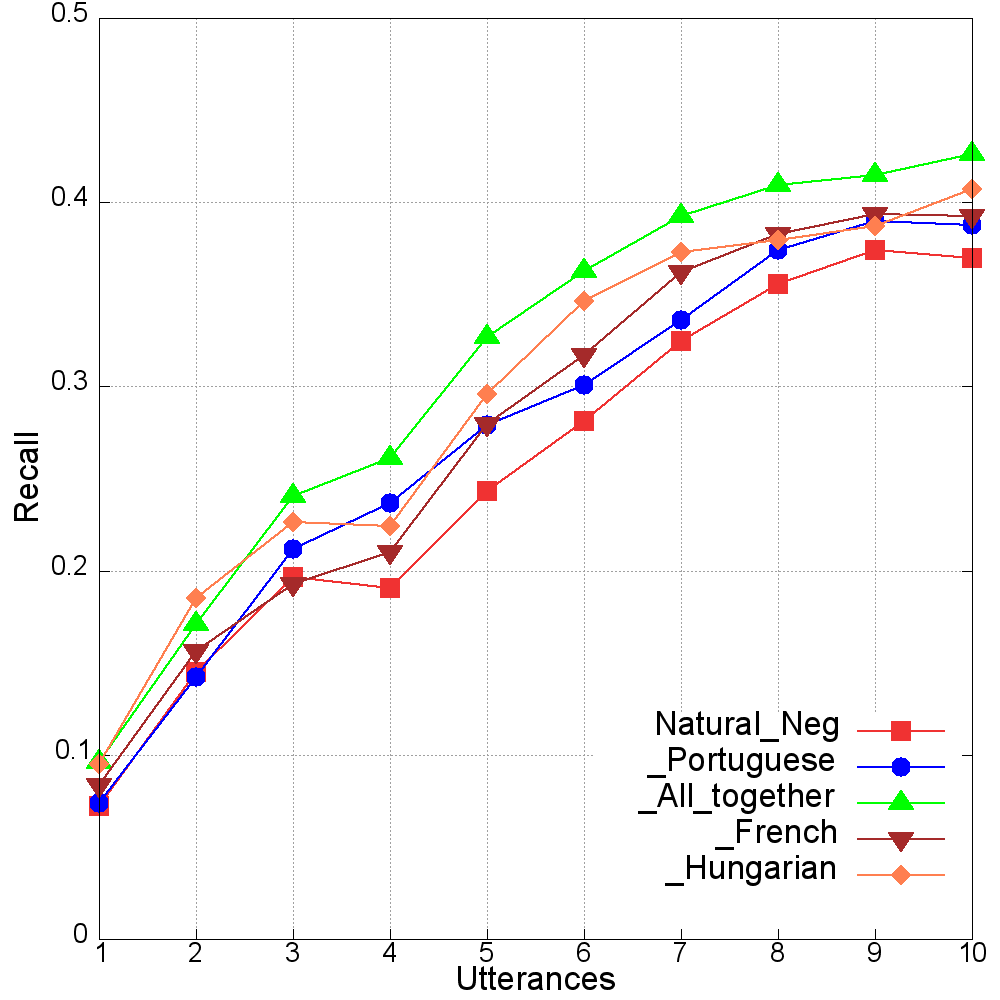 0.5
0.4
0.3
0.2
0.1
0
Recall
1 2 3 4 5 6 7 8 9 10
Utterances
Natural_Neg
_Portuguese
_All_together
_French
_Hungarian